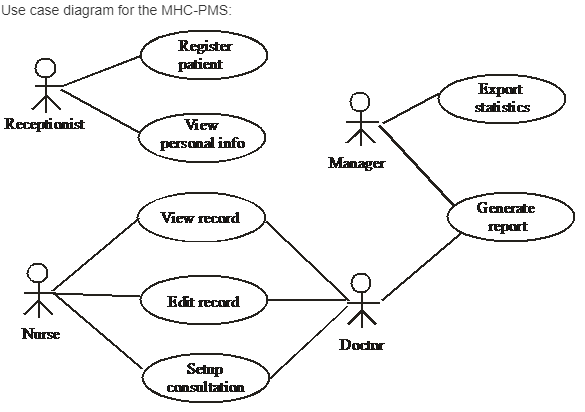 Use case diagram for the MHC-PMS:
Register
patient
Receptionist
View
personal info
Export
statistics
Manager
View record
Generate
report
Edit record
Nurse
Doctor
Setup
consultation